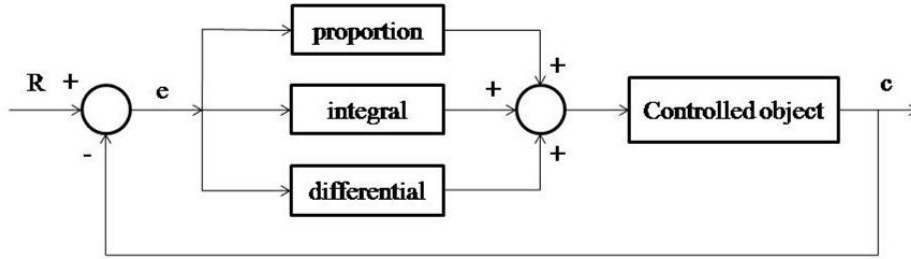 proportion
R + e + c
+ integral Controlled object
- +
differential